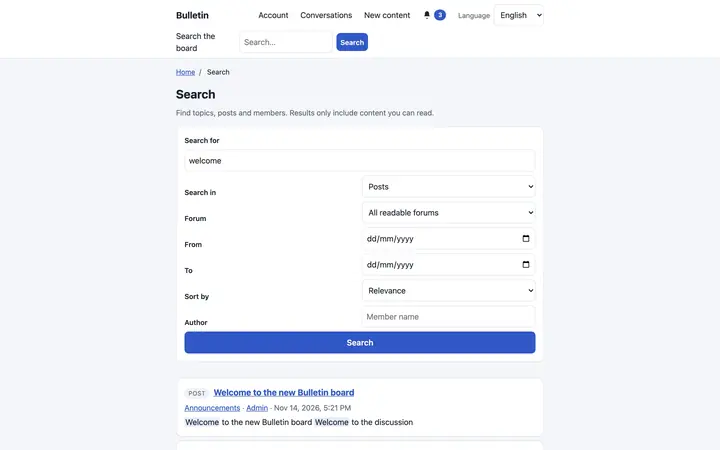 Bulletin
Account
Conversations
New content
3
Language
English
Search the
board
Search...
Search
Home / Search
Search
Find topics, posts and members. Results only include content you can read.
Search for
welcome
Search in
Posts
Forum
All readable forums
From
dd/mm/yyyy
To
dd/mm/yyyy
Sort by
Relevance
Author
Member name
Search
POST Welcome to the new Bulletin board
Announcements · Admin · Nov 14, 2026, 5:21 PM
Welcome to the new Bulletin board Welcome to the discussion